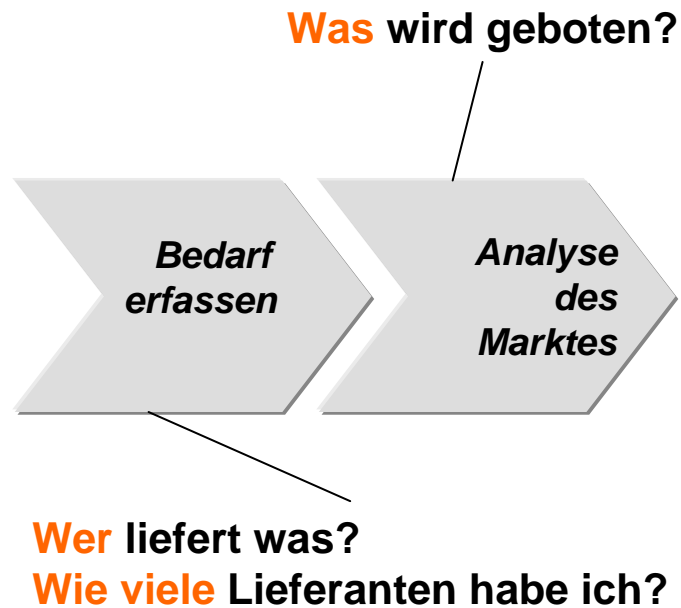 Was wird geboten?
Bedarf
erfassen
Analyse
des
Marktes
Wer liefert was?
Wie viele Lieferanten habe ich?